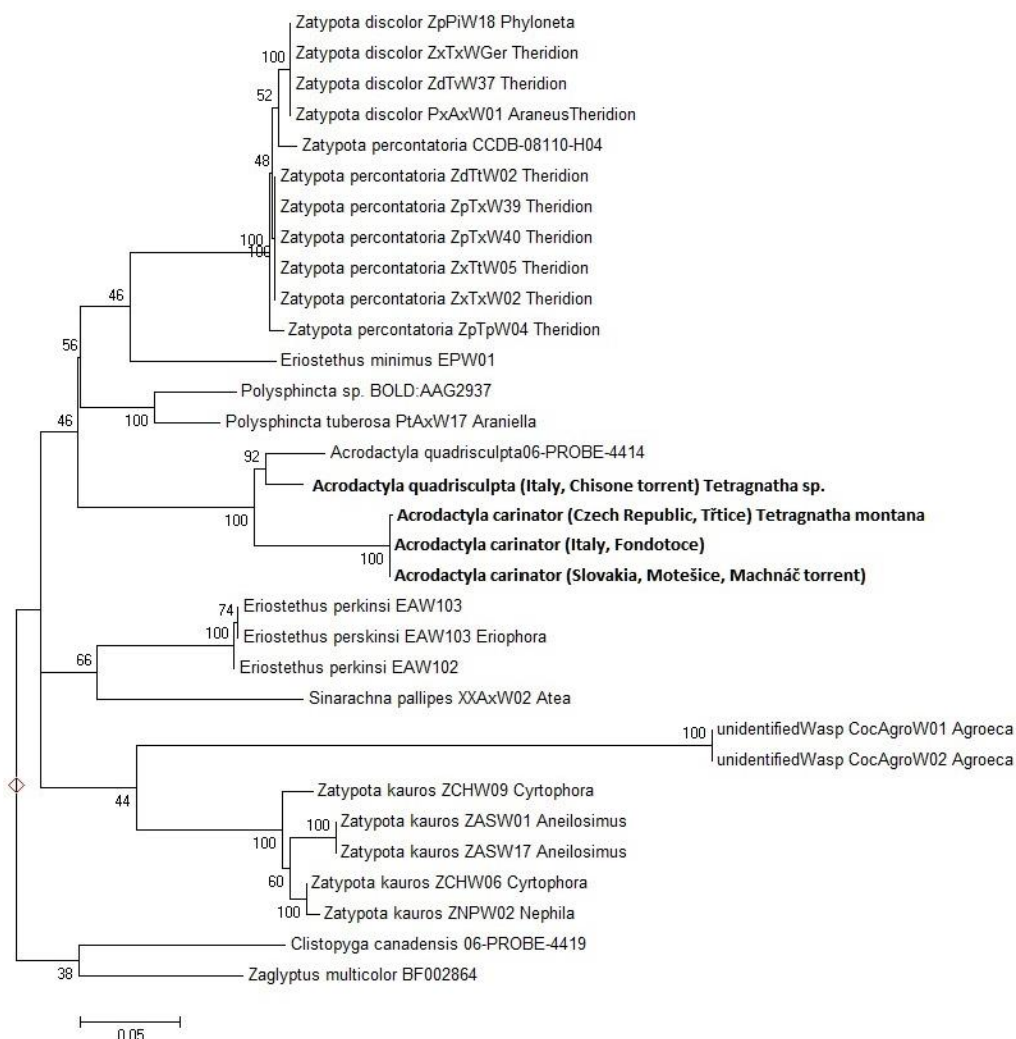 Zatypota discolor ZpPiW18 Phyloneta
100
Zatypota discolor ZxTxWGer Theridion
Zatypota discolor ZdTvW37 Theridion
52
Zatypota discolor PxAxW01 AraneusTheridion
Zatypota percontatoria CCDB-08110-H04
48
Zatypota percontatoria ZdTtW02 Theridion
Zatypota percontatoria ZpTxW39 Theridion
100
Zatypota percontatoria ZpTxW40 Theridion
100
Zatypota percontatoria ZxTtW05 Theridion
46
Zatypota percontatoria ZxTxW02 Theridion
Zatypota percontatoria ZpTpW04 Theridion
56
Eriostethus minimus EPW01
Polysphincta sp. BOLD:AAG2937
46
100
Polysphincta tuberosa PtAxW17 Araniella
92
Acrodactyla quadrisculpta06-PROBE-4414
Acrodactyla quadrisculpta (Italy, Chisone torrent) Tetragnatha sp.
100
Acrodactyla carinator (Czech Republic, Třtice) Tetragnatha montana
Acrodactyla carinator (Italy, Fondotoce)
100
Acrodactyla carinator (Slovakia, Motešice, Machnáč torrent)
74
Eriostethus perkinsi EAW103
100
Eriostethus perskinsi EAW103 Eriophora
66
Eriostethus perkinsi EAW102
Sinarachna pallipes XXAxW02 Atea
100
unidentifiedWasp CocAgroW01 Agroeca
unidentifiedWasp CocAgroW02 Agroeca
44
Zatypota kauros ZCHW09 Cyrtophora
100
Zatypota kauros ZASW01 Aneilosimus
100
Zatypota kauros ZASW17 Aneilosimus
60
Zatypota kauros ZCHW06 Cyrtophora
100
Zatypota kauros ZNPW02 Nephila
Clistopyga canadensis 06-PROBE-4419
38
Zaglyptus multicolor BF002864
0.05